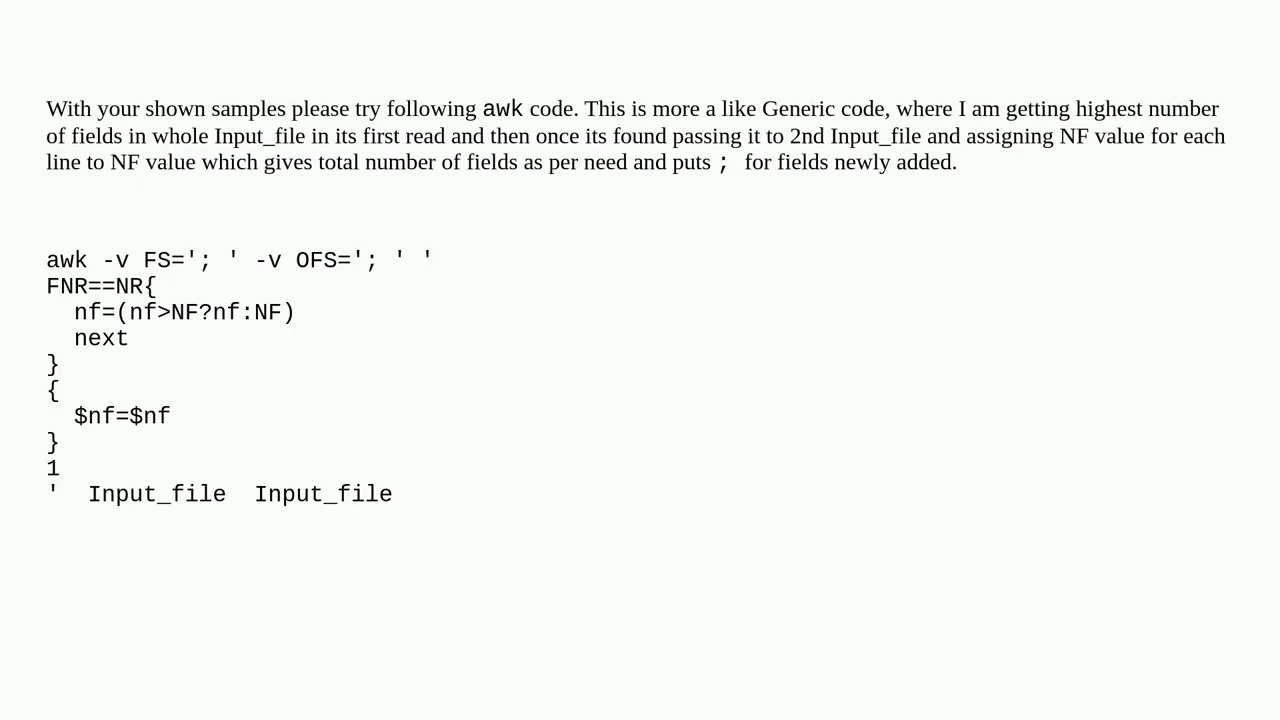 With your shown samples please try following awk code. This is more a like Generic code, where I am getting highest number
of fields in whole Input_file in its first read and then once its found passing it to 2nd Input_file and assigning NF value for each
line to NF value which gives total number of fields as per need and puts ;  for fields newly added.
awk -v FS='; ' -v OFS='; ' '
FNR==NR{
  nf=(nf>NF?nf:NF)
  next
}
{
  $nf=$nf
}
1
'  Input_file  Input_file